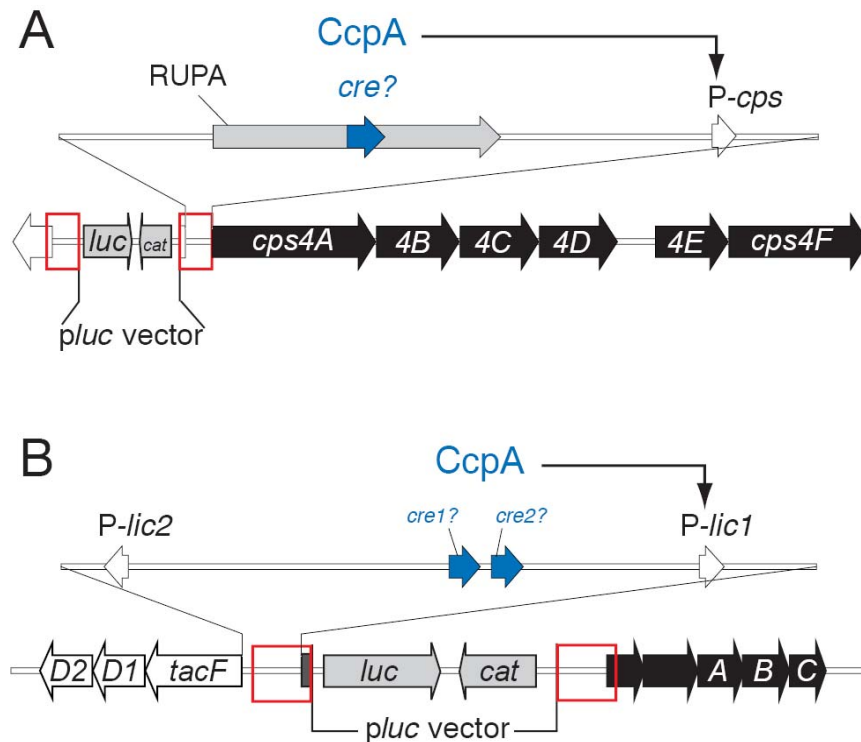 A
CcpA
RUPA
cre?
P-cps
luc cat cps4A 4B 4C 4D 4E cps4F
pluc vector
B
CcpA
P-lic2 cre1? cre2? P-lic1
D2 D1 tacF luc cat A B C
pluc vector